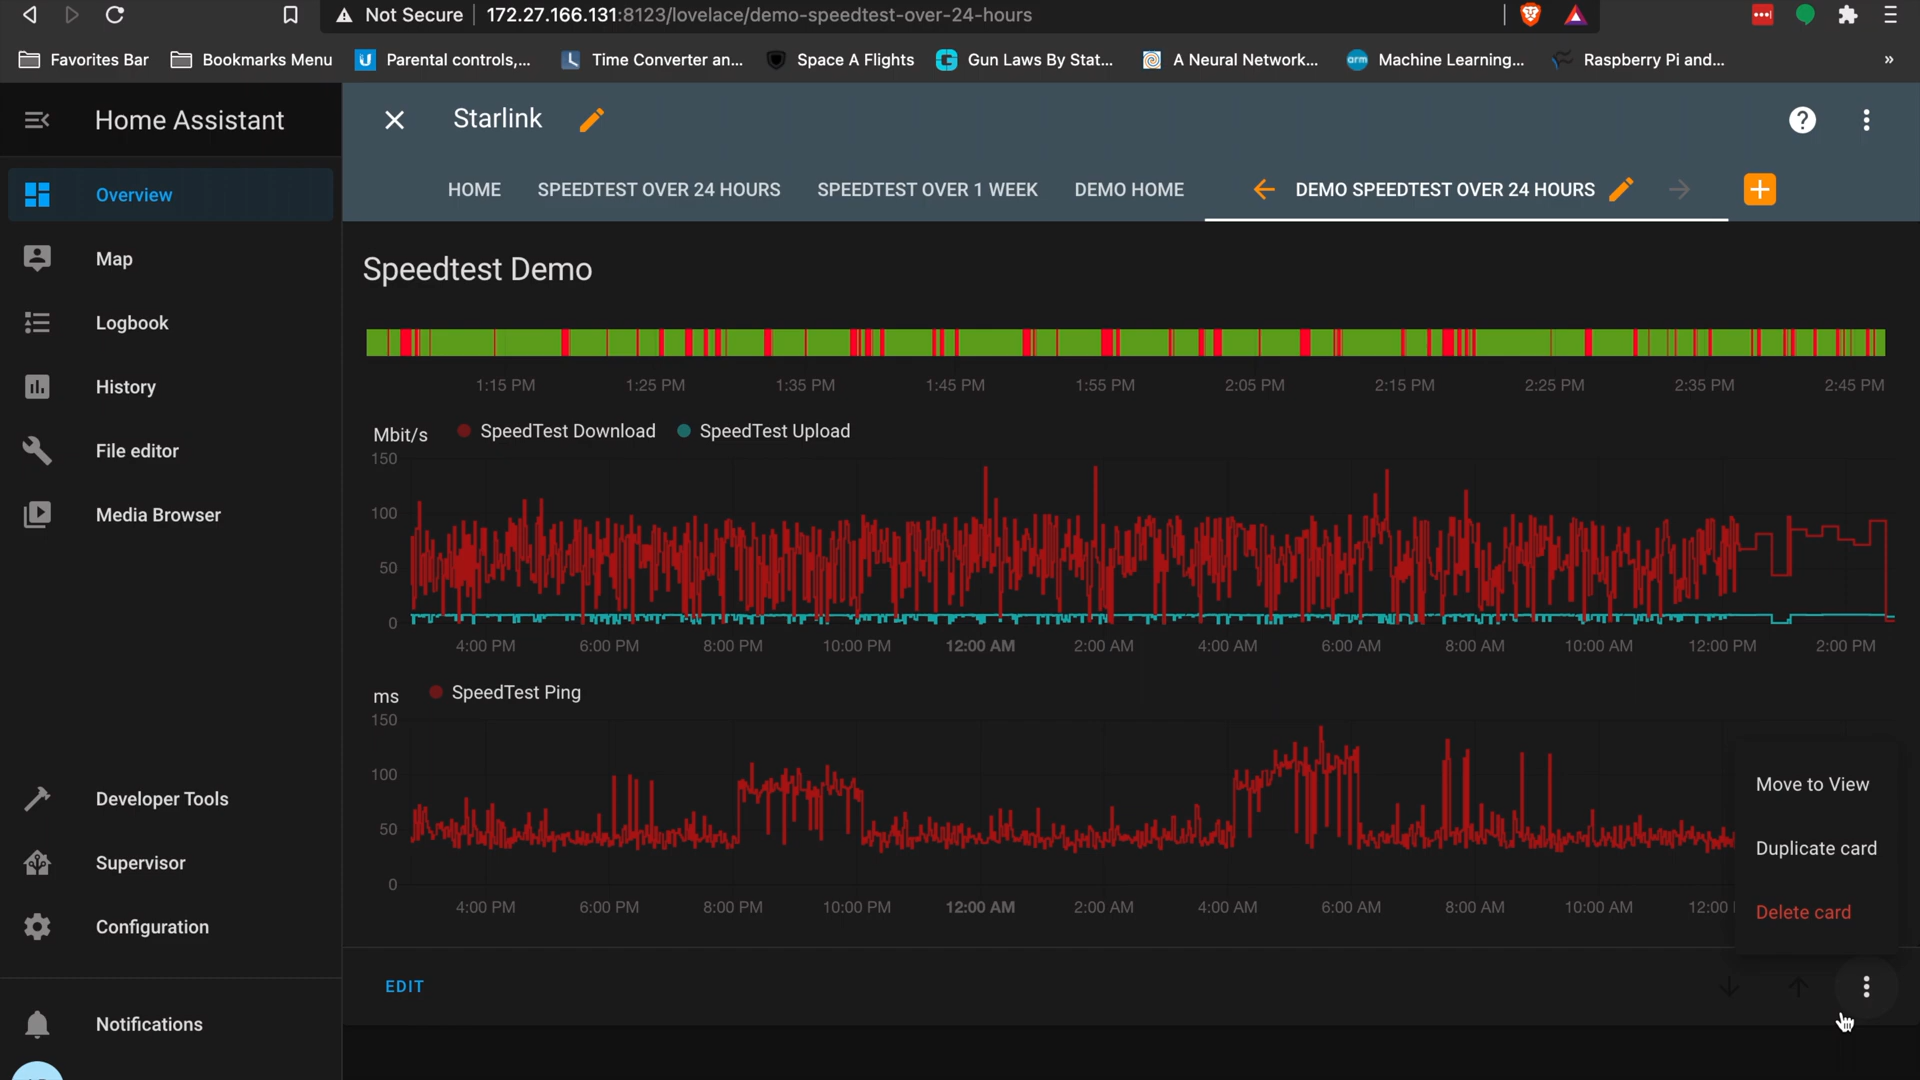 Not Secure 172.27.166.131:8123/lovelace/demo-speedtest-over-24-hours
Favorites Bar Bookmarks Menu Parental controls,... Time Converter an... Space A Flights Gun Laws By Stat... A Neural Network... arm Machine Learning... Raspberry Pi and... »
Home Assistant
Starlink
HOME SPEEDTEST OVER 24 HOURS SPEEDTEST OVER 1 WEEK DEMO HOME DEMO SPEEDTEST OVER 24 HOURS
Overview
Map
Logbook
History
File editor
Media Browser
Developer Tools
Supervisor
Configuration
Notifications
Speedtest Demo
1:15 PM 1:25 PM 1:35 PM 1:45 PM 1:55 PM 2:05 PM 2:15 PM 2:25 PM 2:35 PM 2:45 PM
Mbit/s SpeedTest Download SpeedTest Upload
150
100
50
0
4:00 PM 6:00 PM 8:00 PM 10:00 PM 12:00 AM 2:00 AM 4:00 AM 6:00 AM 8:00 AM 10:00 AM 12:00 PM 2:00 PM
ms SpeedTest Ping
150
100
50
0
4:00 PM 6:00 PM 8:00 PM 10:00 PM 12:00 AM 2:00 AM 4:00 AM 6:00 AM 8:00 AM 10:00 AM 12:00
Move to View
Duplicate card
Delete card
EDIT